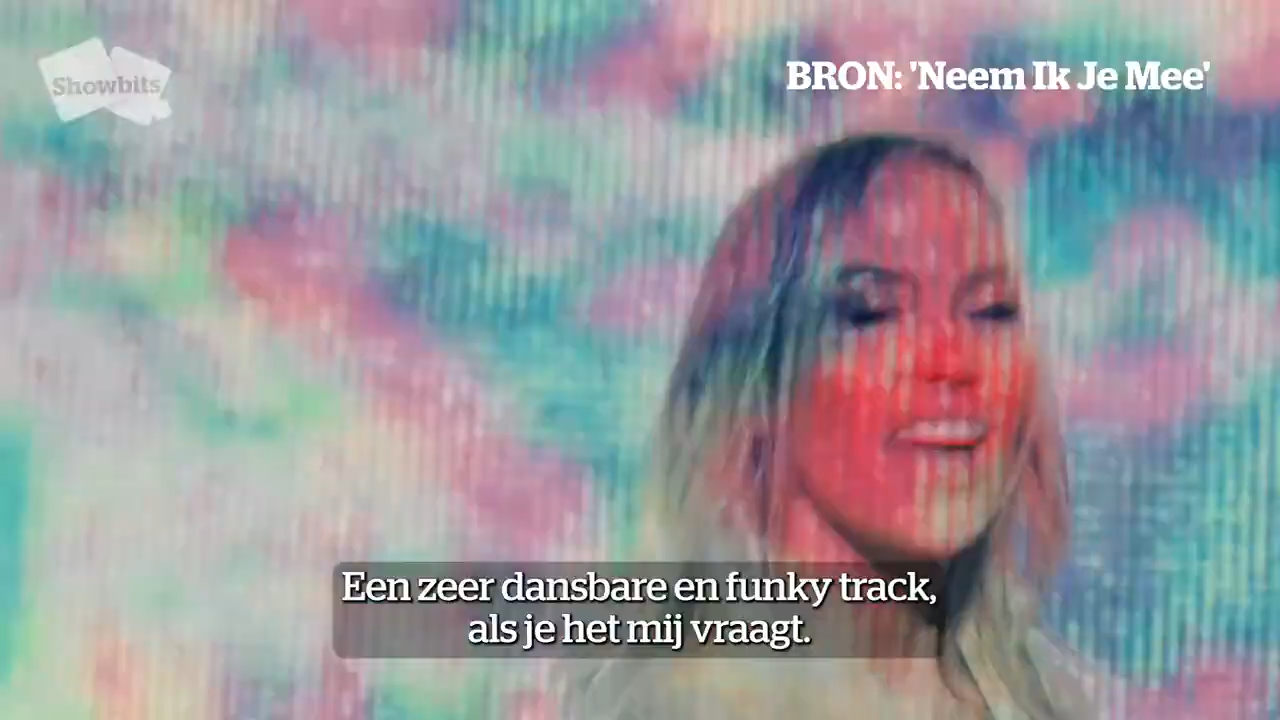 Showbits
BRON: 'Neem Ik Je Mee'
Een zeer dansbare en funky track,
als je het mij vraagt.